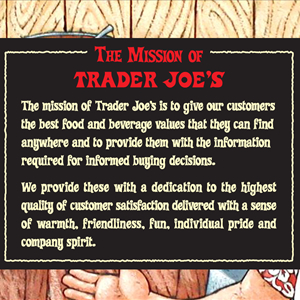 The Mission of
TRADER JOE'S
The mission of Trader Joe's is to give our customers
the best food and beverage values that they can find
anywhere and to provide them with the information
required for informed buying decisions.
We provide these with a dedication to the highest
quality of customer satisfaction delivered with a sense
of warmth, friendliness, fun, individual pride and
company spirit.